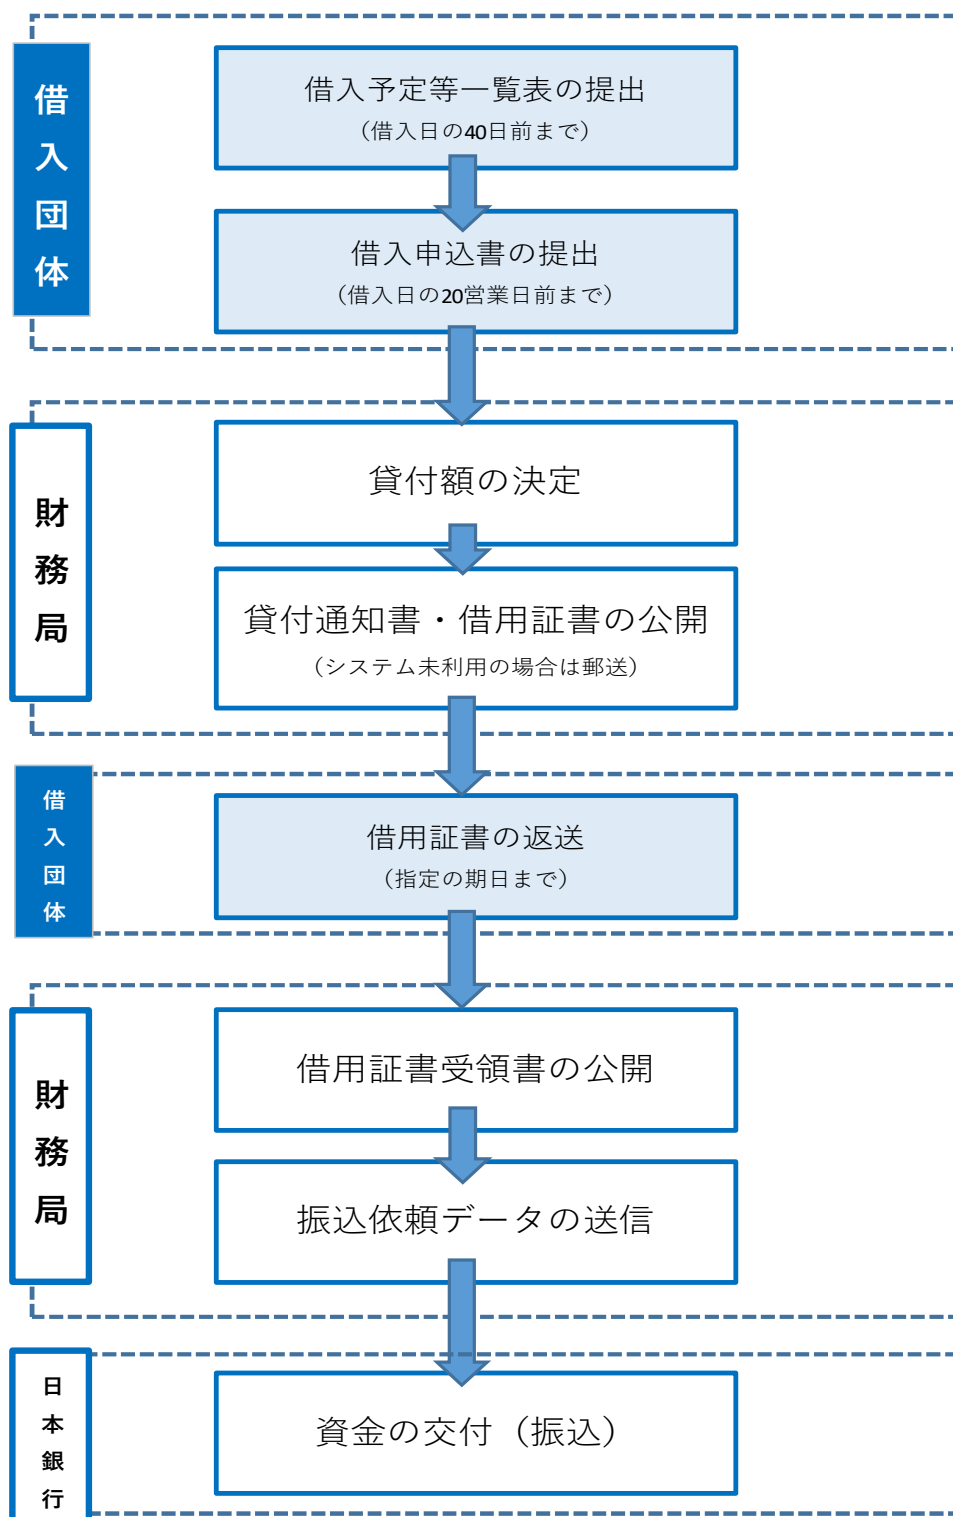 借入団体
借入予定等一覧表の提出
（借入日の40日前まで）
借入申込書の提出
（借入日の20営業日前まで）
財務局
貸付額の決定
貸付通知書・借用証書の公開
（システム未利用の場合は郵送）
借入団体
借用証書の返送
（指定の期日まで）
財務局
借用証書受領書の公開
振込依頼データの送信
日本銀行
資金の交付（振込）